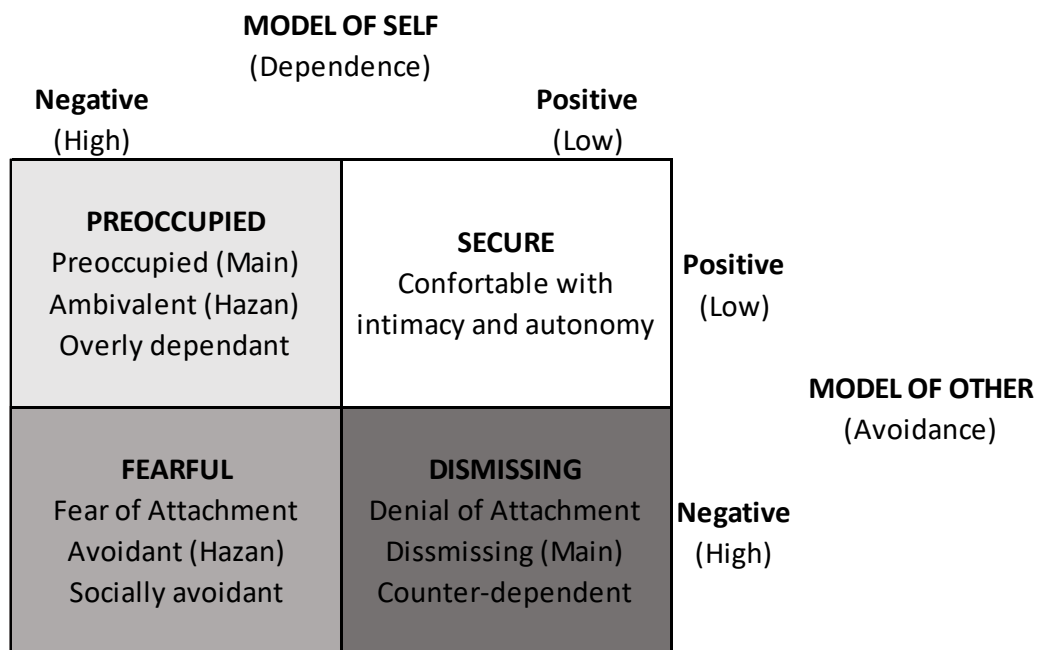 MODEL OF SELF
(Dependence)
Negative
Positive
(High)
(Low)
PREOCCUPIED
Preoccupied (Main)
Ambivalent (Hazan)
Overly dependant
SECURE
Confortable with
intimacy and autonomy
Positive
(Low)
MODEL OF OTHER
(Avoidance)
FEARFUL
Fear of Attachment
Avoidant (Hazan)
Socially avoidant
DISMISSING
Denial of Attachment
Dissmissing (Main)
Counter-dependent
Negative
(High)